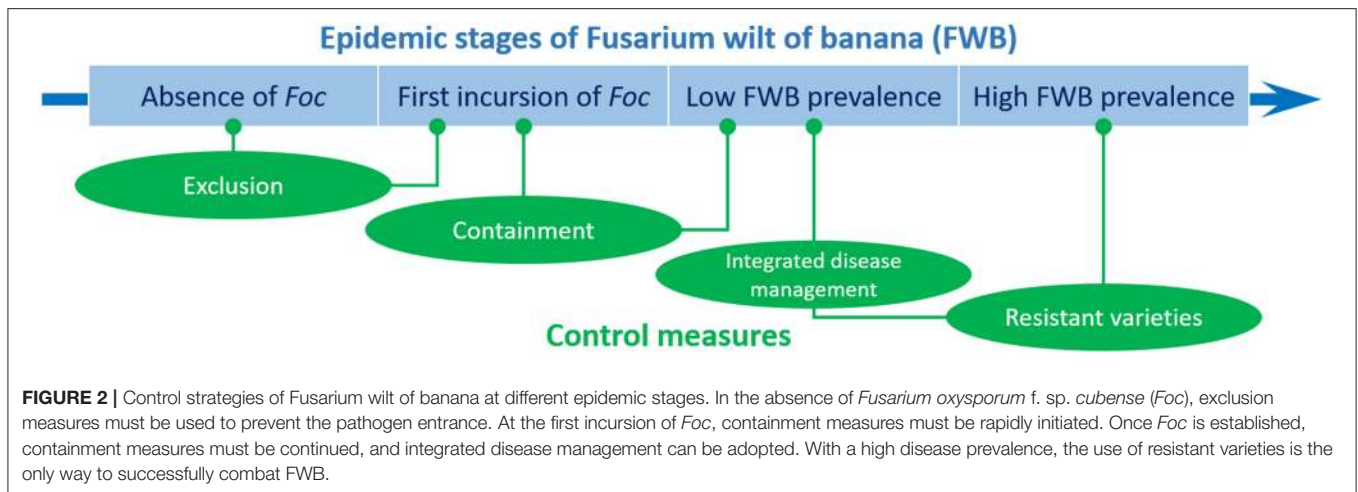 Epidemic stages of Fusarium wilt of banana (FWB)
Absence of Foc
First incursion of Foc
Low FWB prevalence
High FWB prevalence
Exclusion
Containment
Integrated disease
management
Resistant varieties
Control measures
FIGURE 2 | Control strategies of Fusarium wilt of banana at different epidemic stages. In the absence of Fusarium oxysporum f. sp. cubense (Foc), exclusion
measures must be used to prevent the pathogen entrance. At the first incursion of Foc, containment measures must be rapidly initiated. Once Foc is established,
containment measures must be continued, and integrated disease management can be adopted. With a high disease prevalence, the use of resistant varieties is the
only way to successfully combat FWB.